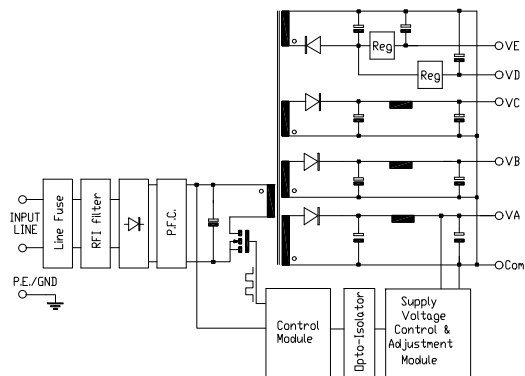 Reg
VE
Reg
VD
VC
VB
VA
Com
INPUT
LINE
Line Fuse
RFI filter
P.F.C.
P.E./GND
Control
Module
Opto-Isolator
Supply
Voltage
Control &
Adjustment
Module